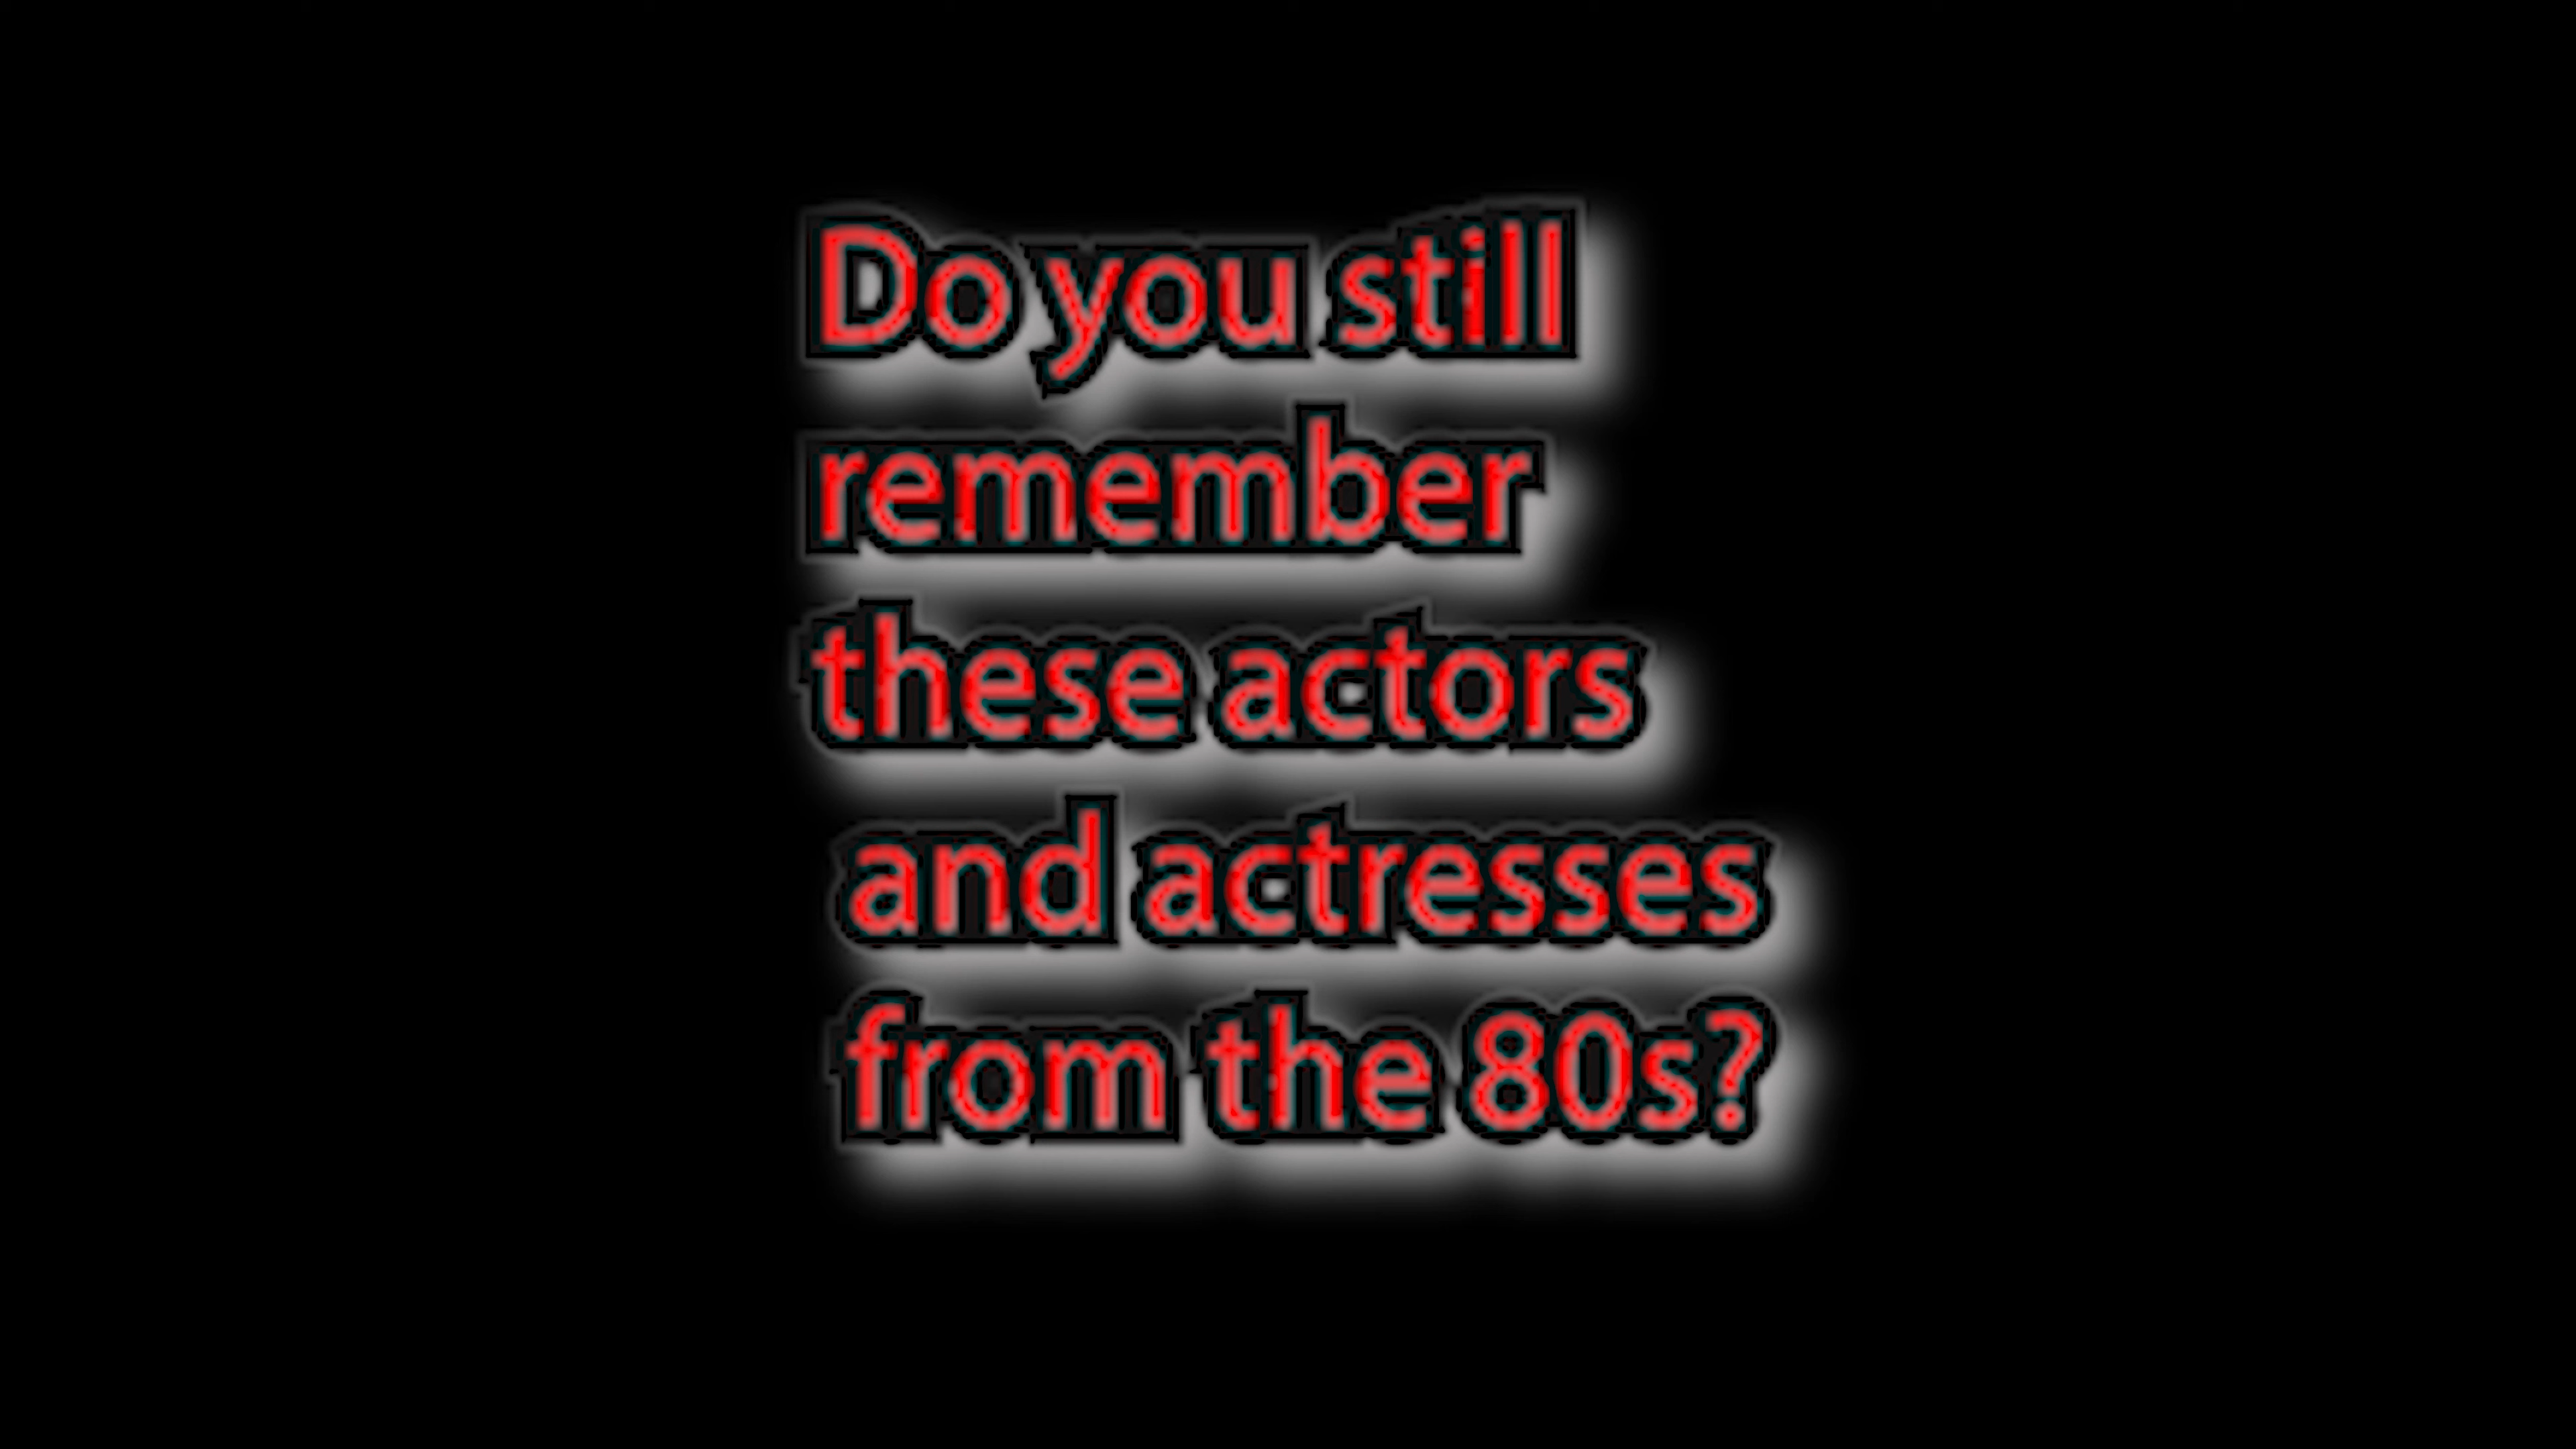 Do you still
remember
these actors
and actresses
from the 80s?